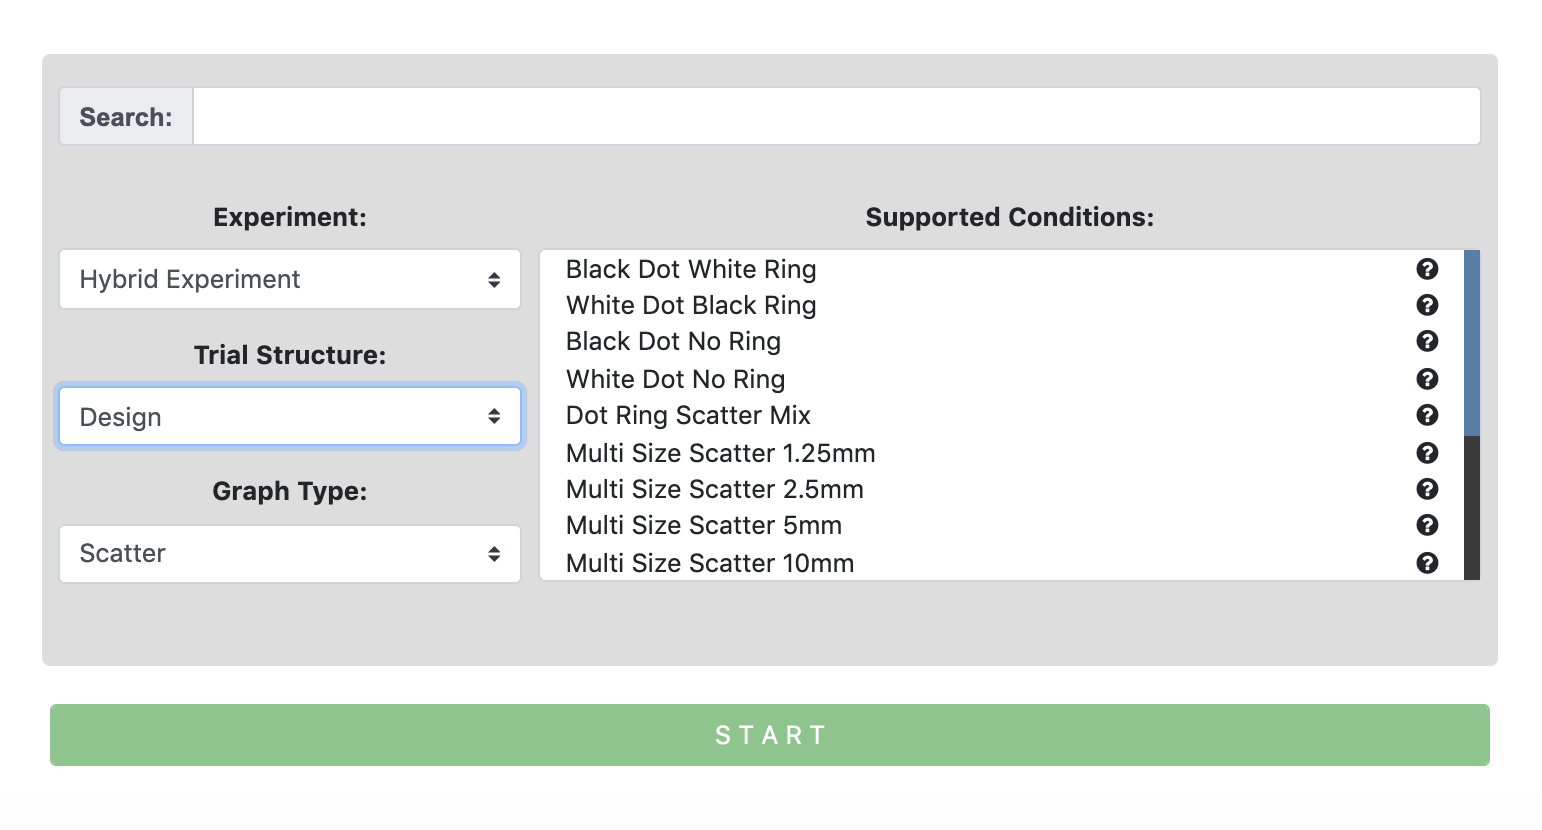 Search:
Experiment:
Hybrid Experiment
Trial Structure:
Design
Graph Type:
Scatter
Supported Conditions:
Black Dot White Ring
White Dot Black Ring
Black Dot No Ring
White Dot No Ring
Dot Ring Scatter Mix
Multi Size Scatter 1.25mm
Multi Size Scatter 2.5mm
Multi Size Scatter 5mm
Multi Size Scatter 10mm
START